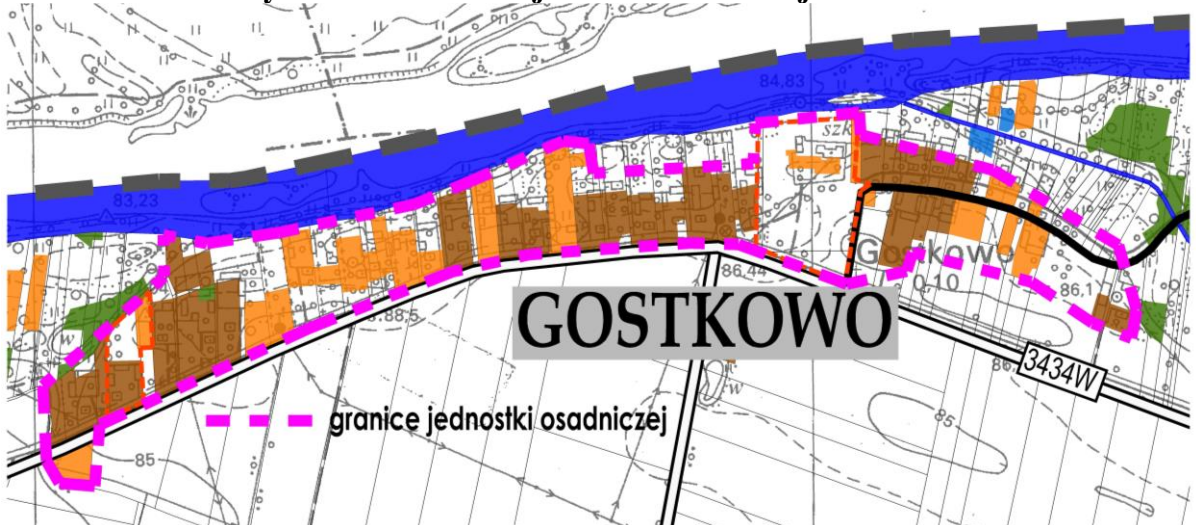 84,83
83,23
szk
Gostkowo
0,10
86,44
86,1
88,5
GOSTKOWO
3434W
granice jednostki osadniczej
85
85
w
w